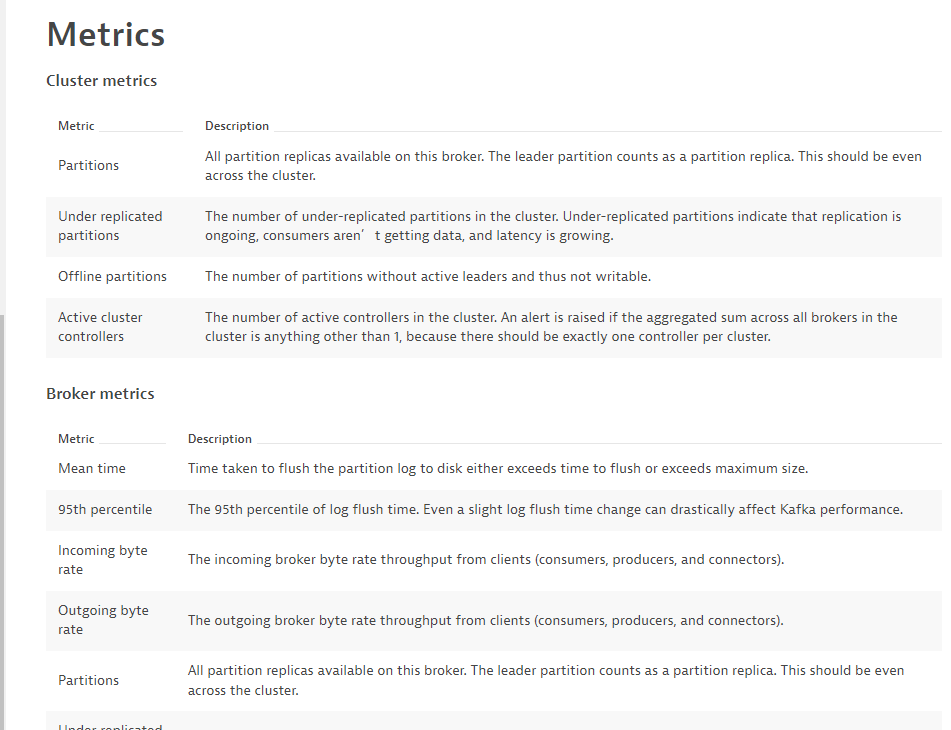 Metrics
Cluster metrics
Metric
Description
Partitions
All partition replicas available on this broker. The leader partition counts as a partition replica. This should be even
across the cluster.
Under replicated
partitions
The number of under-replicated partitions in the cluster. Under-replicated partitions indicate that replication is
ongoing, consumers aren’ t getting data, and latency is growing.
Offline partitions
The number of partitions without active leaders and thus not writable.
Active cluster
controllers
The number of active controllers in the cluster. An alert is raised if the aggregated sum across all brokers in the
cluster is anything other than 1, because there should be exactly one controller per cluster.
Broker metrics
Metric
Description
Mean time
Time taken to flush the partition log to disk either exceeds time to flush or exceeds maximum size.
95th percentile
The 95th percentile of log flush time. Even a slight log flush time change can drastically affect Kafka performance.
Incoming byte
rate
The incoming broker byte rate throughput from clients (consumers, producers, and connectors).
Outgoing byte
rate
The outgoing broker byte rate throughput from clients (consumers, producers, and connectors).
Partitions
All partition replicas available on this broker. The leader partition counts as a partition replica. This should be even
across the cluster.
Under replicated